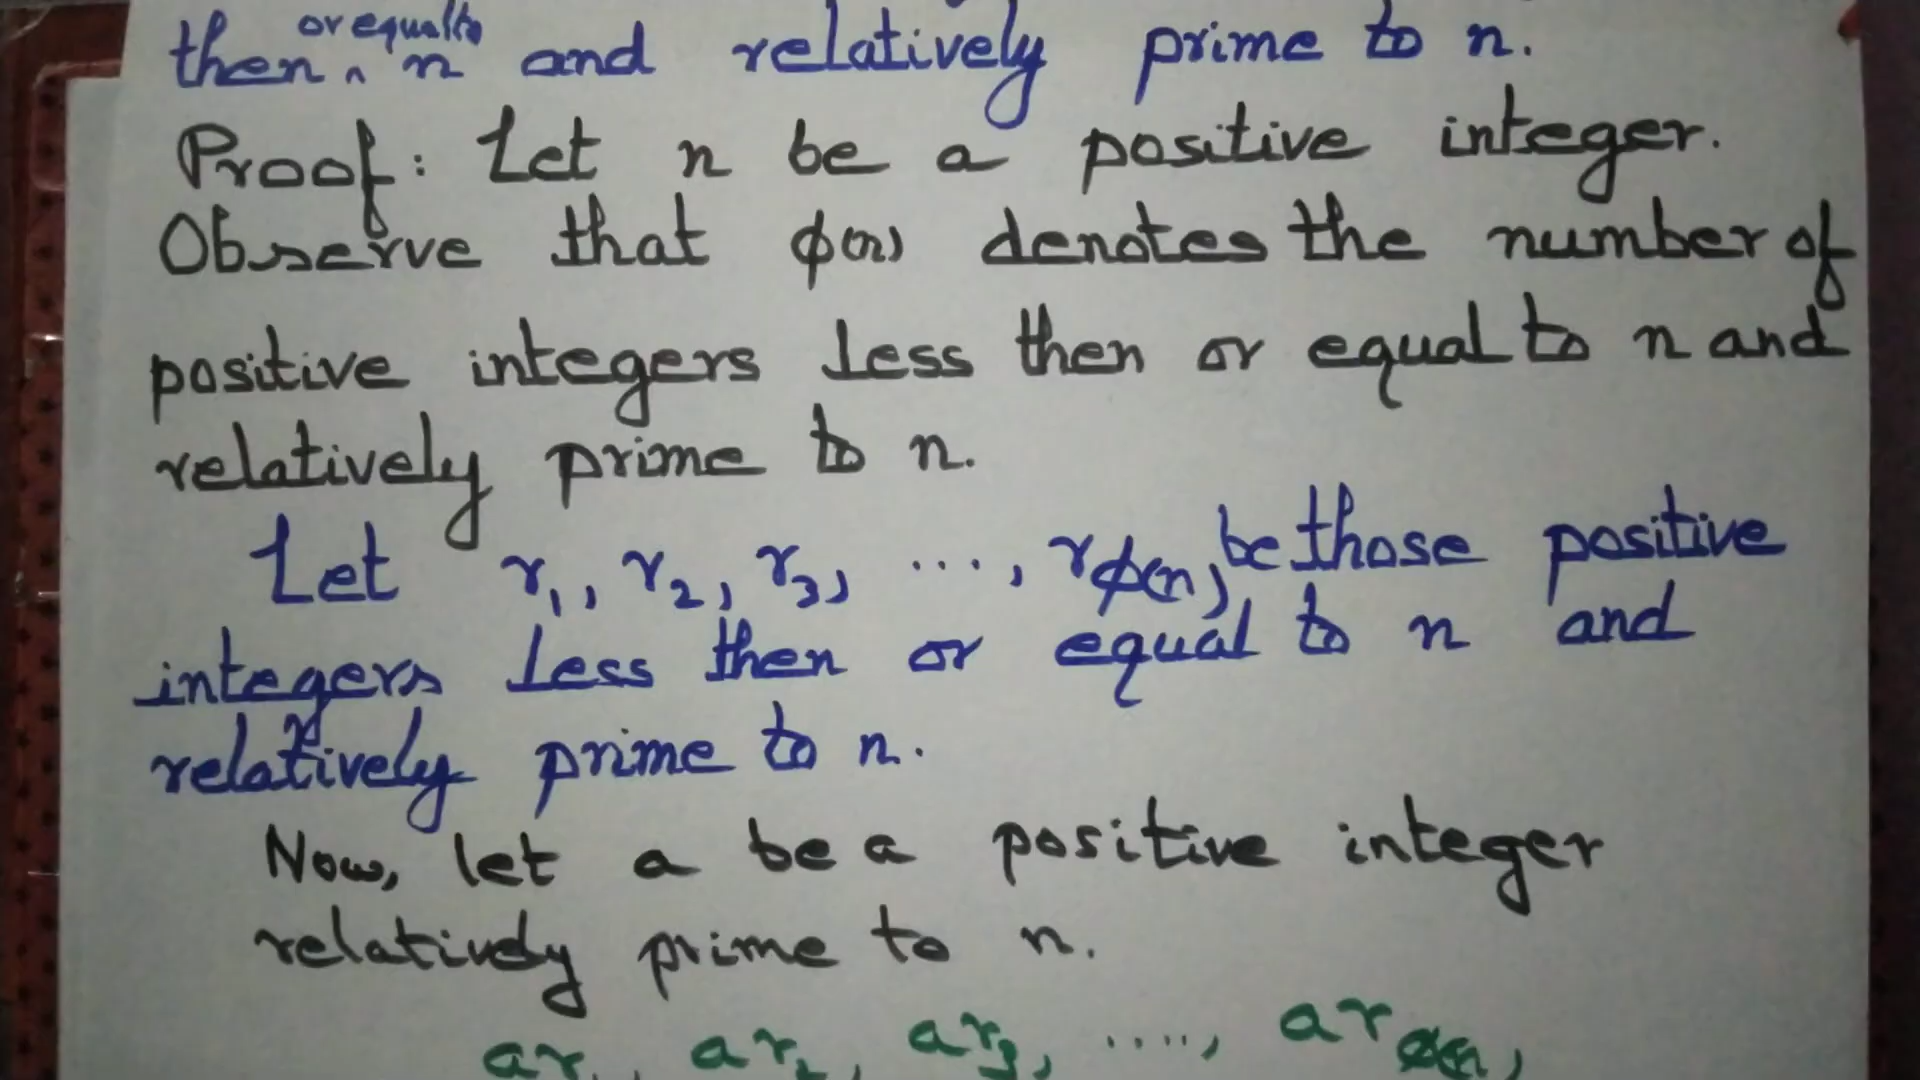 or equal to
then ^ n and relatively prime to n.
Proof: Let n be a positive integer.
Observe that ϕ(n) denotes the number of
positive integers less then or equal to n and
relatively prime to n.
Let r₁, r₂, r₃, ...., rϕ(n) be those positive
integers less then or equal to n and
relatively prime to n.
Now, let a be a positive integer
relatively prime to n.
ar₁, ar₂, ar₃, ...., arϕ(n),